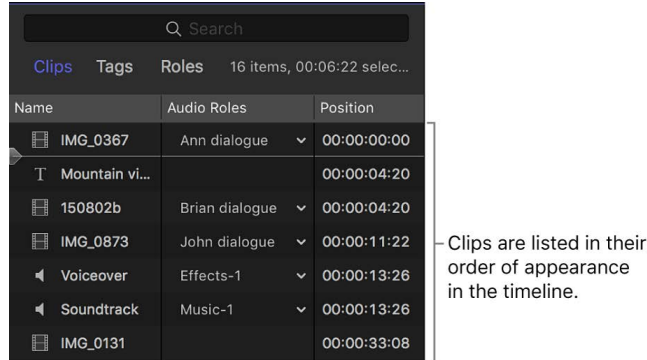 Search
Clips Tags Roles 16 items, 00:06:22 selec...
Name Audio Roles Position
IMG_0367 Ann dialogue 00:00:00:00
T Mountain vi... 00:00:04:20
150802b Brian dialogue 00:00:04:20
IMG_0873 John dialogue 00:00:11:22
Voiceover Effects-1 00:00:13:26
Soundtrack Music-1 00:00:13:26
IMG_0131 00:00:33:08
Clips are listed in their
order of appearance
in the timeline.